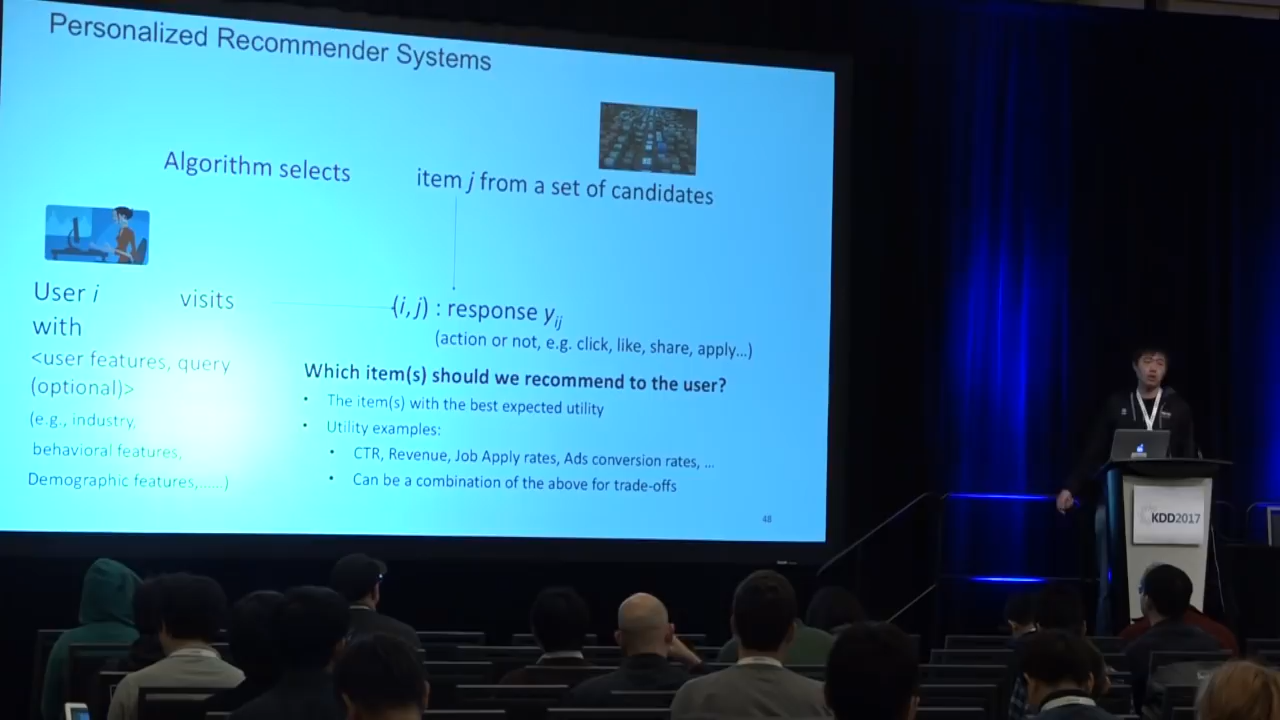 Personalized Recommender Systems
Algorithm selects
item j from a set of candidates
User i
visits
with
<user features, query
(optional)>
(e.g., industry,
behavioral features,
Demographic features,......)
(i,j) : response yij
(action or not, e.g. click, like, share, apply...)
Which item(s) should we recommend to the user?
• The item(s) with the best expected utility
• Utility examples:
• CTR, Revenue, Job Apply rates, Ads conversion rates, ...
• Can be a combination of the above for trade-offs
48
KDD2017